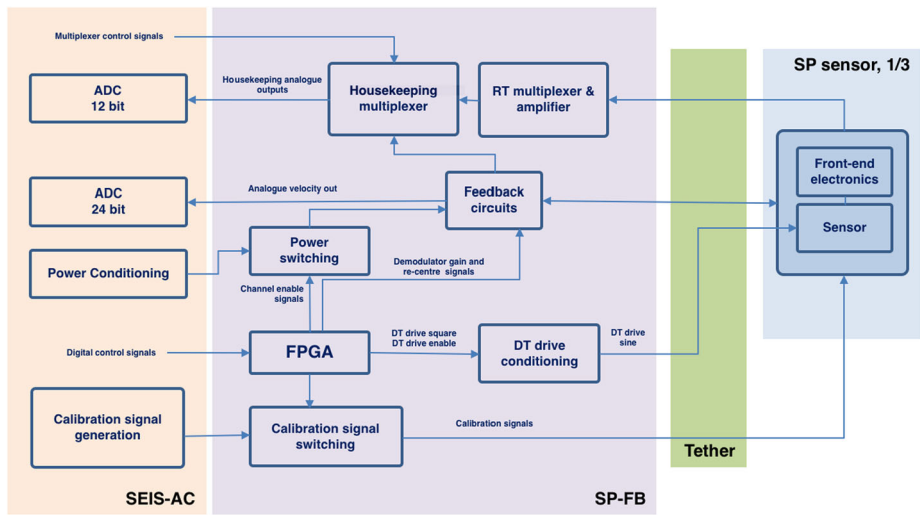 SP sensor, 1/3
Multiplexer control signals
ADC
12 bit
Housekeeping analogue
outputs
Housekeeping
multiplexer
RT multiplexer &
amplifier
Front-end
electronics
Sensor
ADC
24 bit
Analogue velocity out
Feedback
circuits
Power Conditioning
Power
switching
Demodulator gain and
re-centre signals
Channel enable
signals
Digital control signals
FPGA
DT drive square
DT drive enable
DT drive
conditioning
DT drive
sine
Calibration signal
generation
Calibration signal
switching
Calibration signals
Tether
SEIS-AC
SP-FB